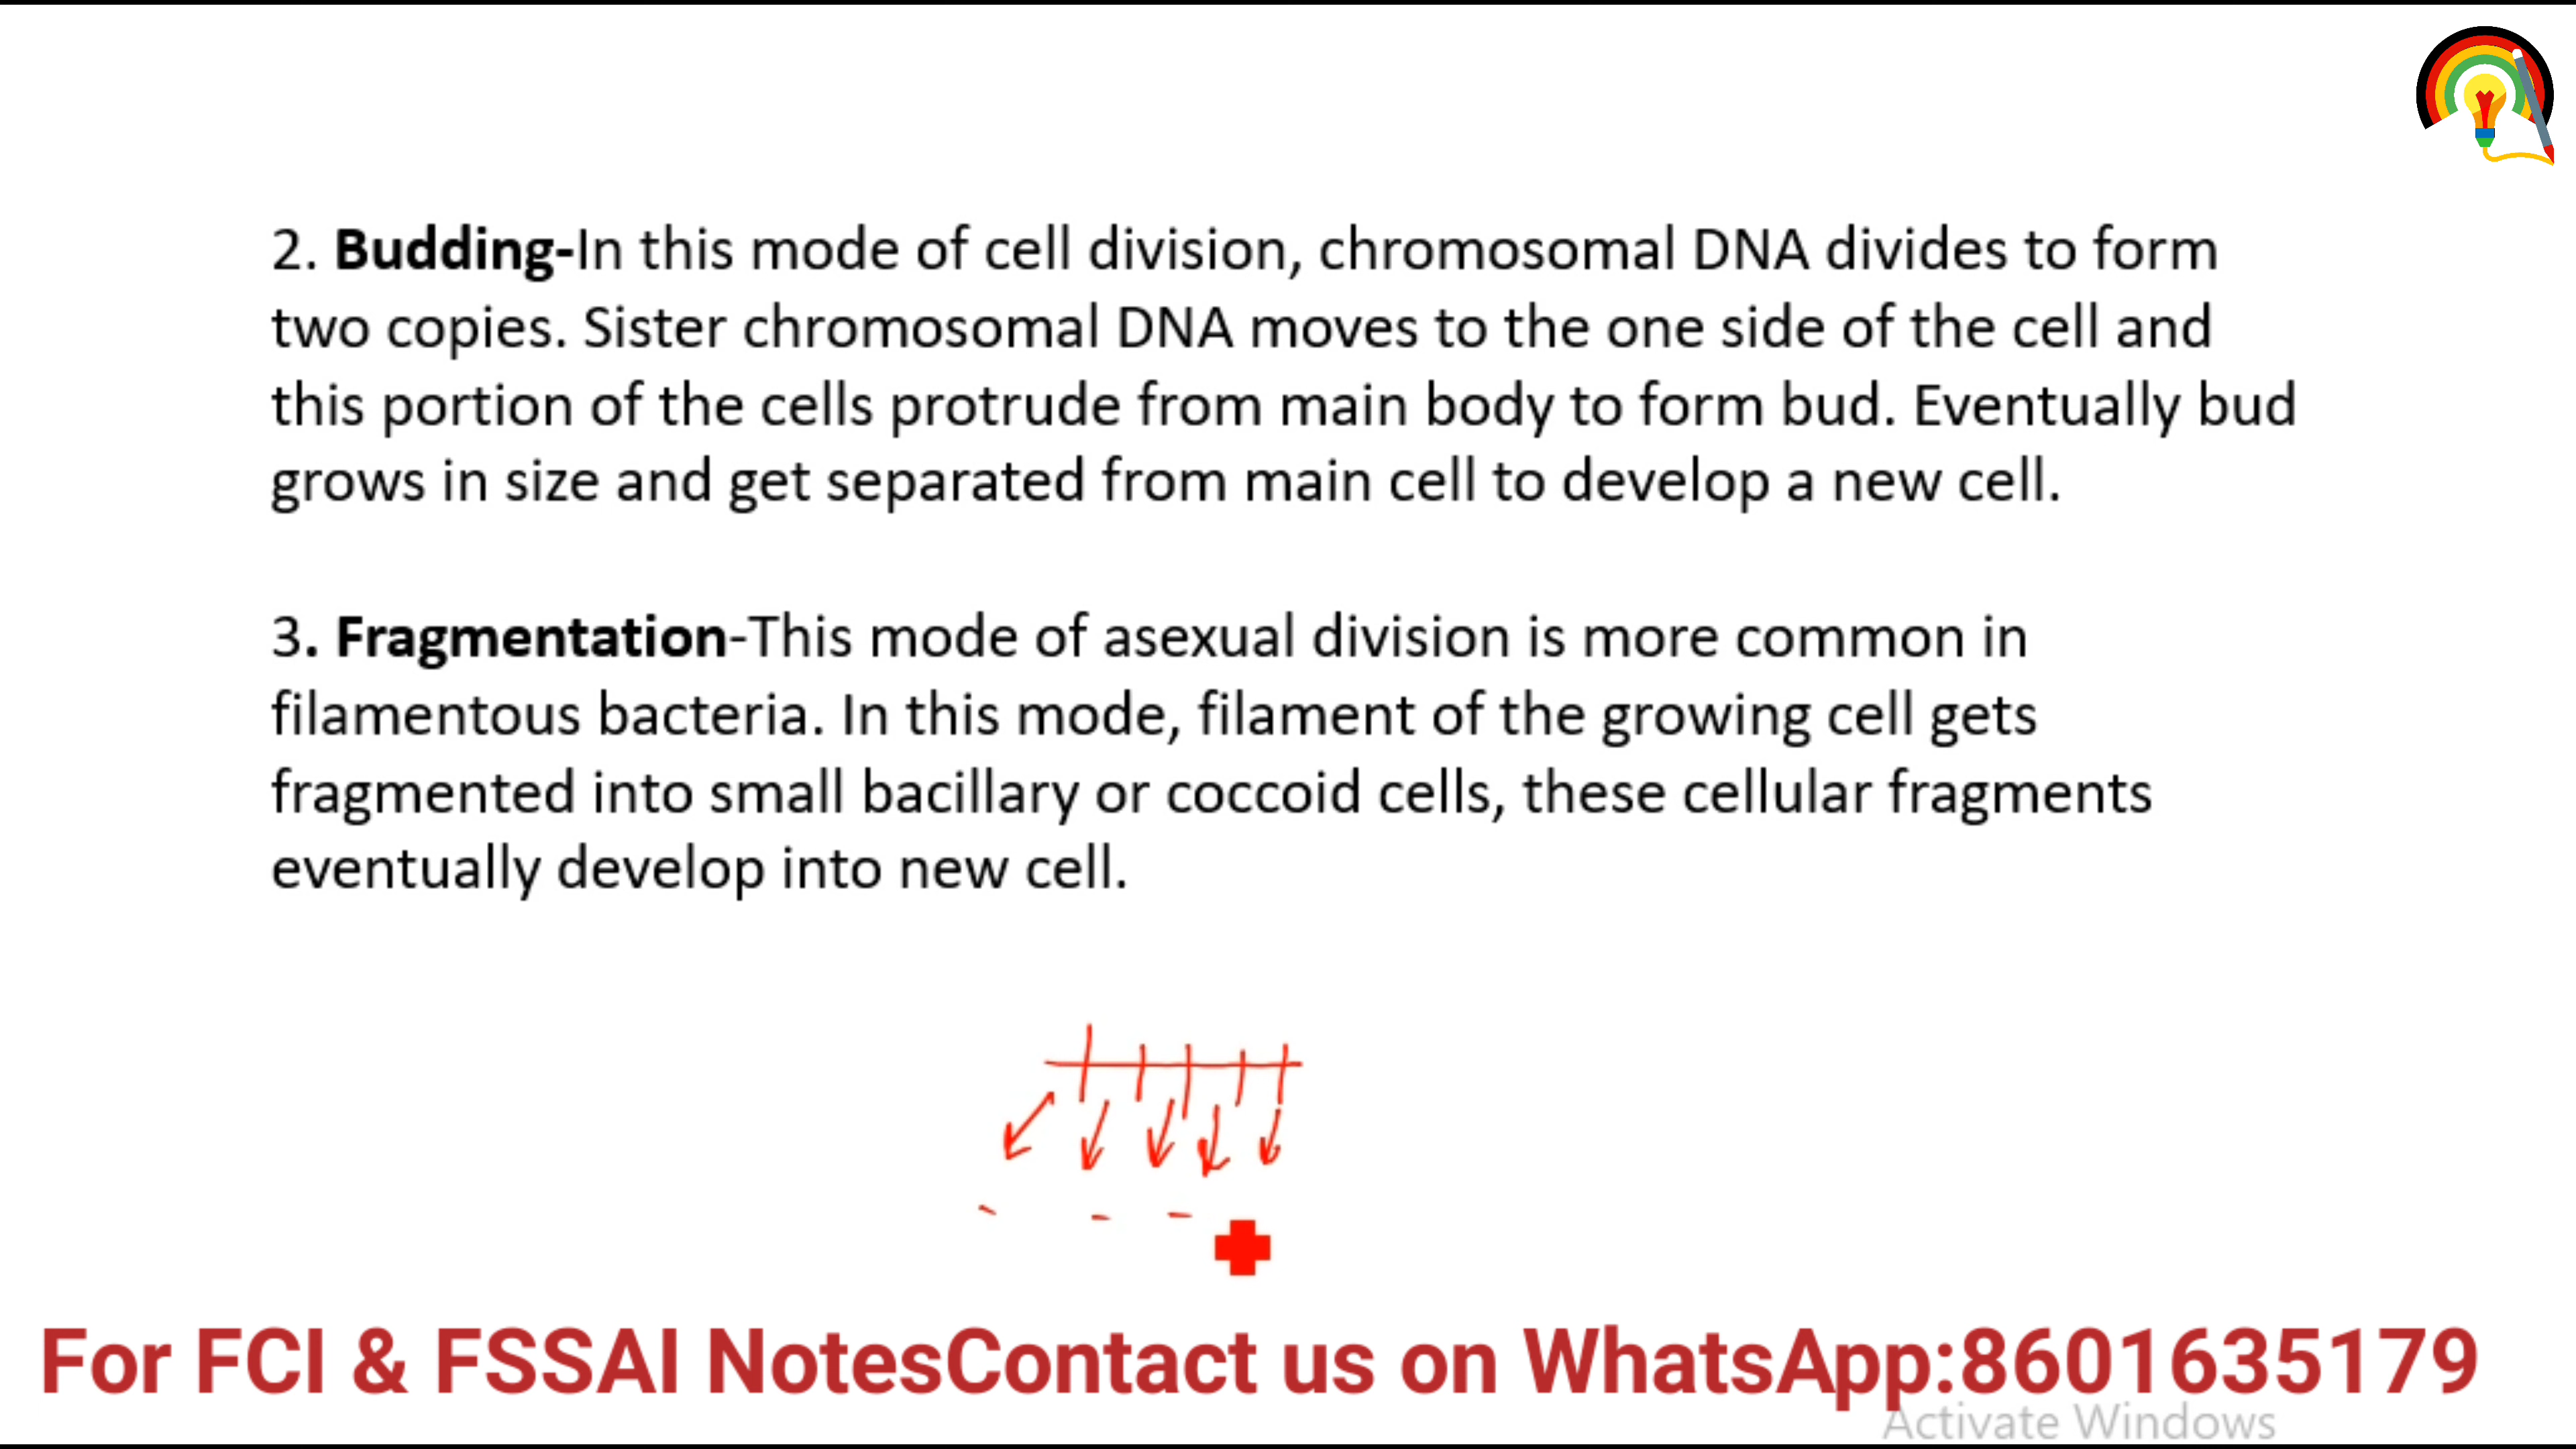 2. Budding-In this mode of cell division, chromosomal DNA divides to form
two copies. Sister chromosomal DNA moves to the one side of the cell and
this portion of the cells protrude from main body to form bud. Eventually bud
grows in size and get separated from main cell to develop a new cell.
3. Fragmentation-This mode of asexual division is more common in
filamentous bacteria. In this mode, filament of the growing cell gets
fragmented into small bacillary or coccoid cells, these cellular fragments
eventually develop into new cell.
For FCI & FSSAI NotesContact us on WhatsApp:8601635179
Activate Windows